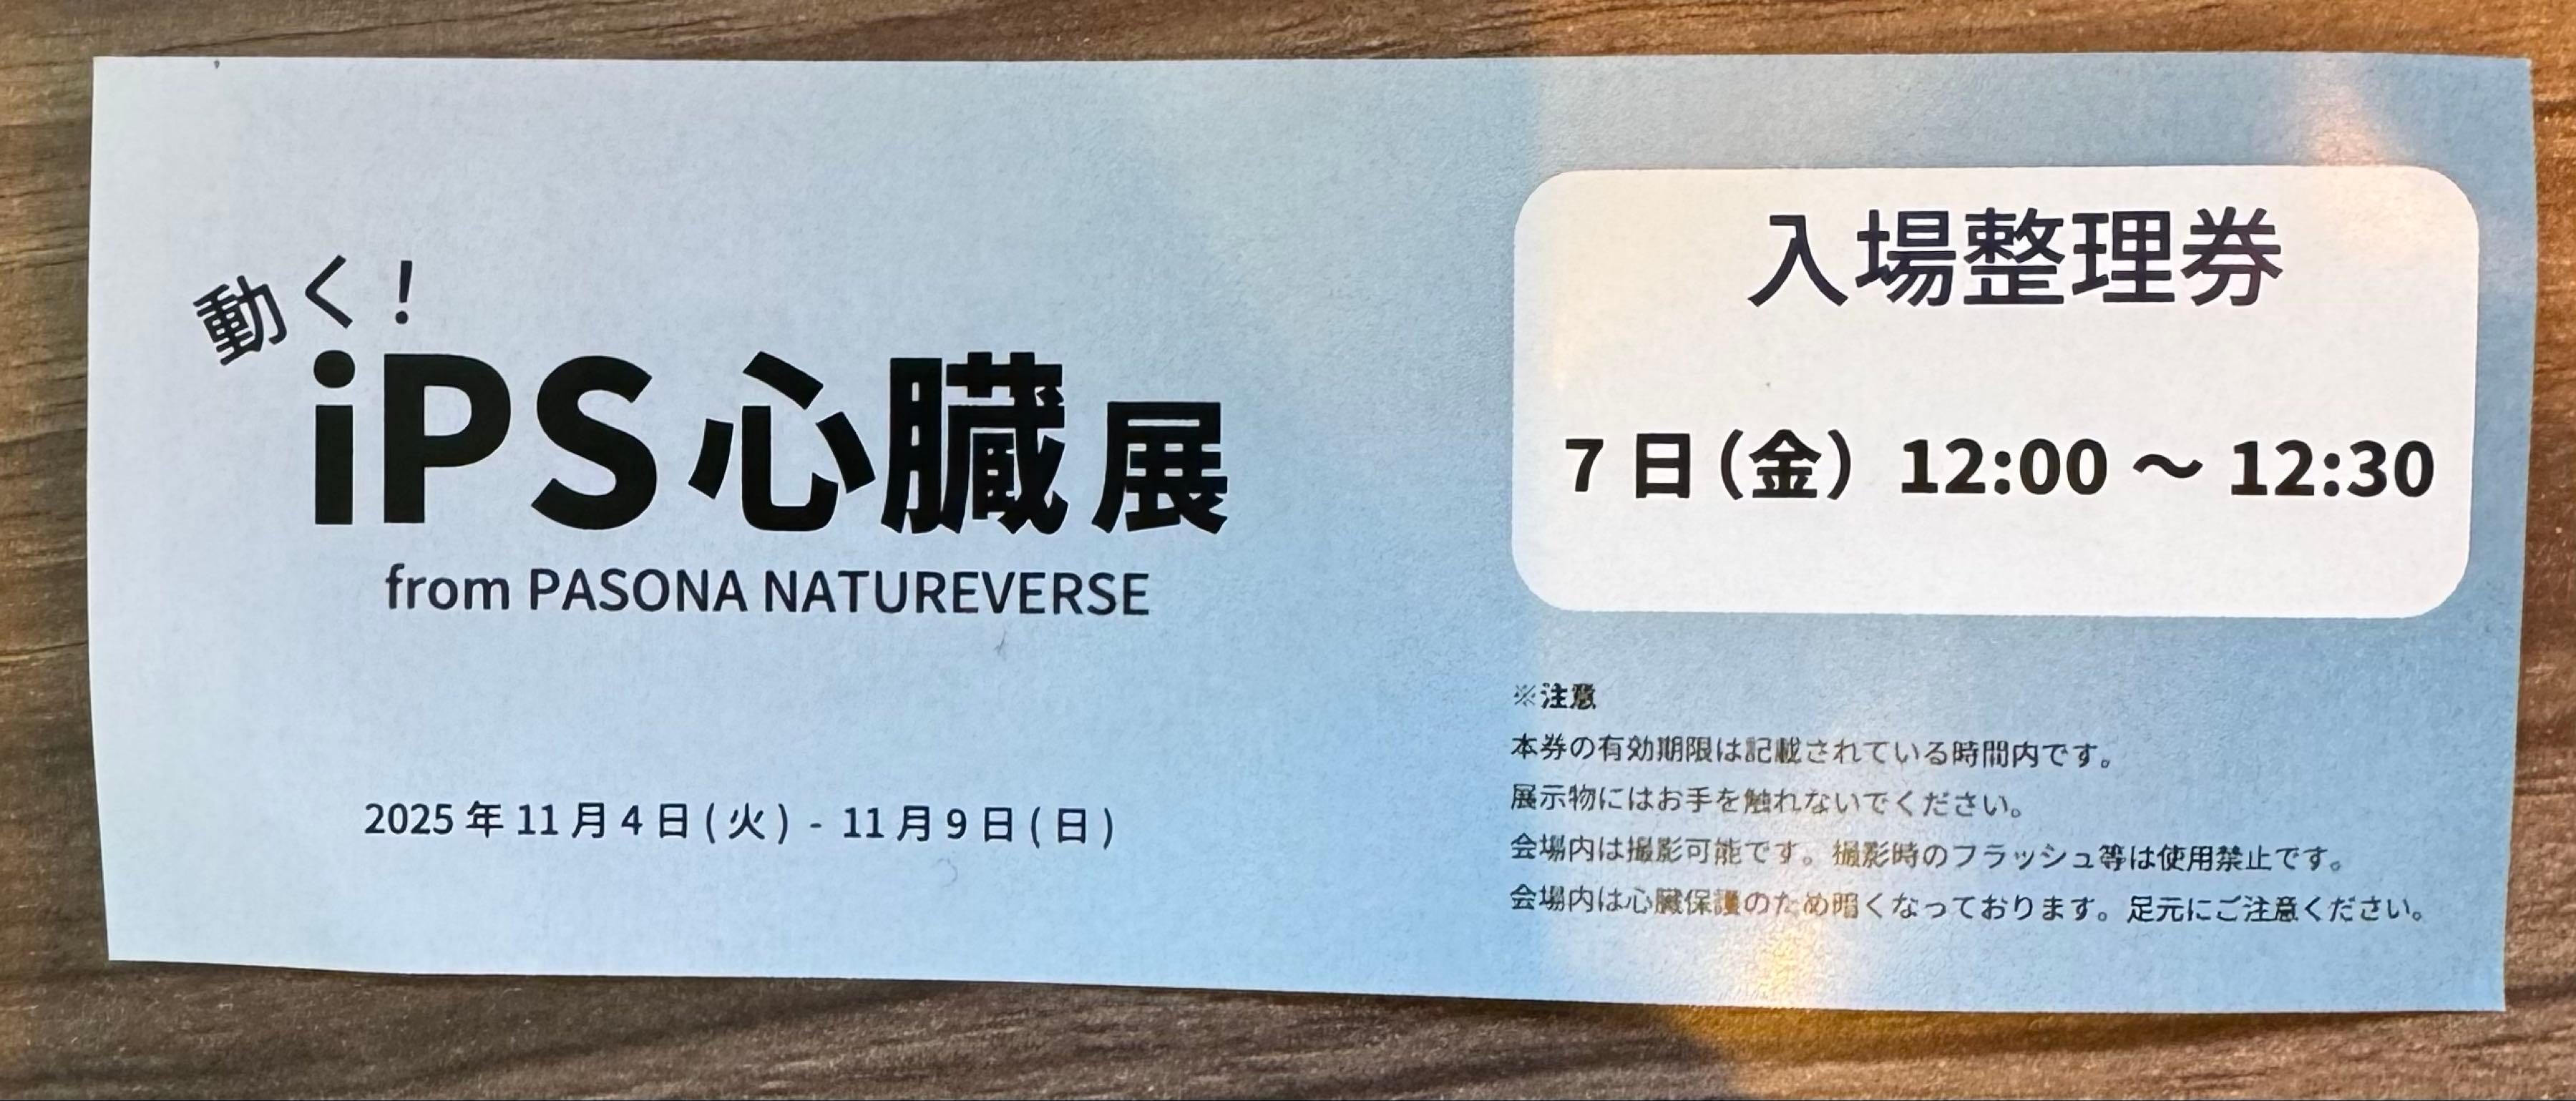 動く！
iPS心臓展
from PASONA NATUREVERSE
2025年11月4日(火) - 11月9日(日)
入場整理券
7日（金）12:00 〜 12:30
※注意
本券の有効期限は記載されている時間内です。
展示物にはお手を触れないでください。
会場内は撮影可能です。撮影時のフラッシュ等は使用禁止です。
会場内は心臓保護のため暗くなっております。足元にご注意ください。